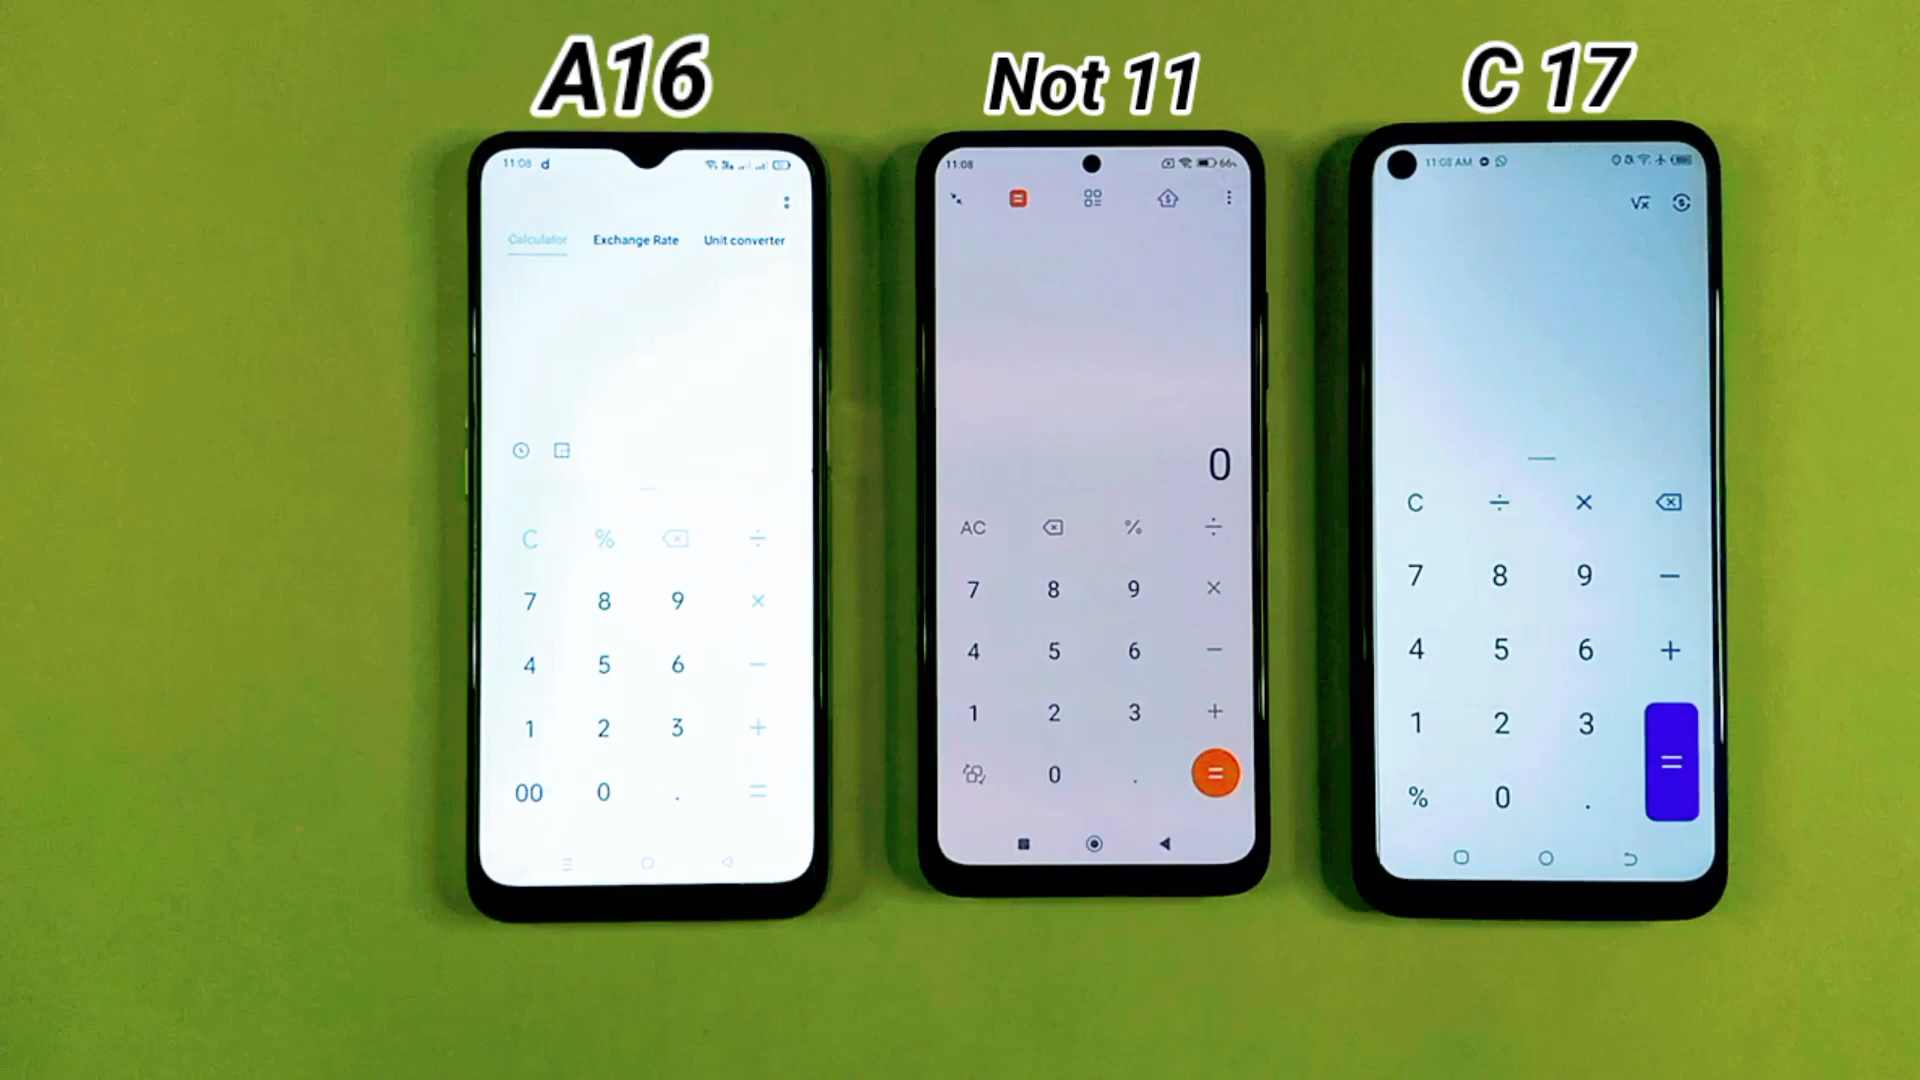 A16
Not 11
C 17
11:08 d
Calculator Exchange Rate Unit converter
C % ÷
7 8 9 ×
4 5 6 −
1 2 3 +
00 0 . =
11:08 66%
0
AC % ÷
7 8 9 ×
4 5 6 −
1 2 3 +
0 . =
11:08 AM
√x $
C ÷ ×
7 8 9 −
4 5 6 +
1 2 3
% 0 . =